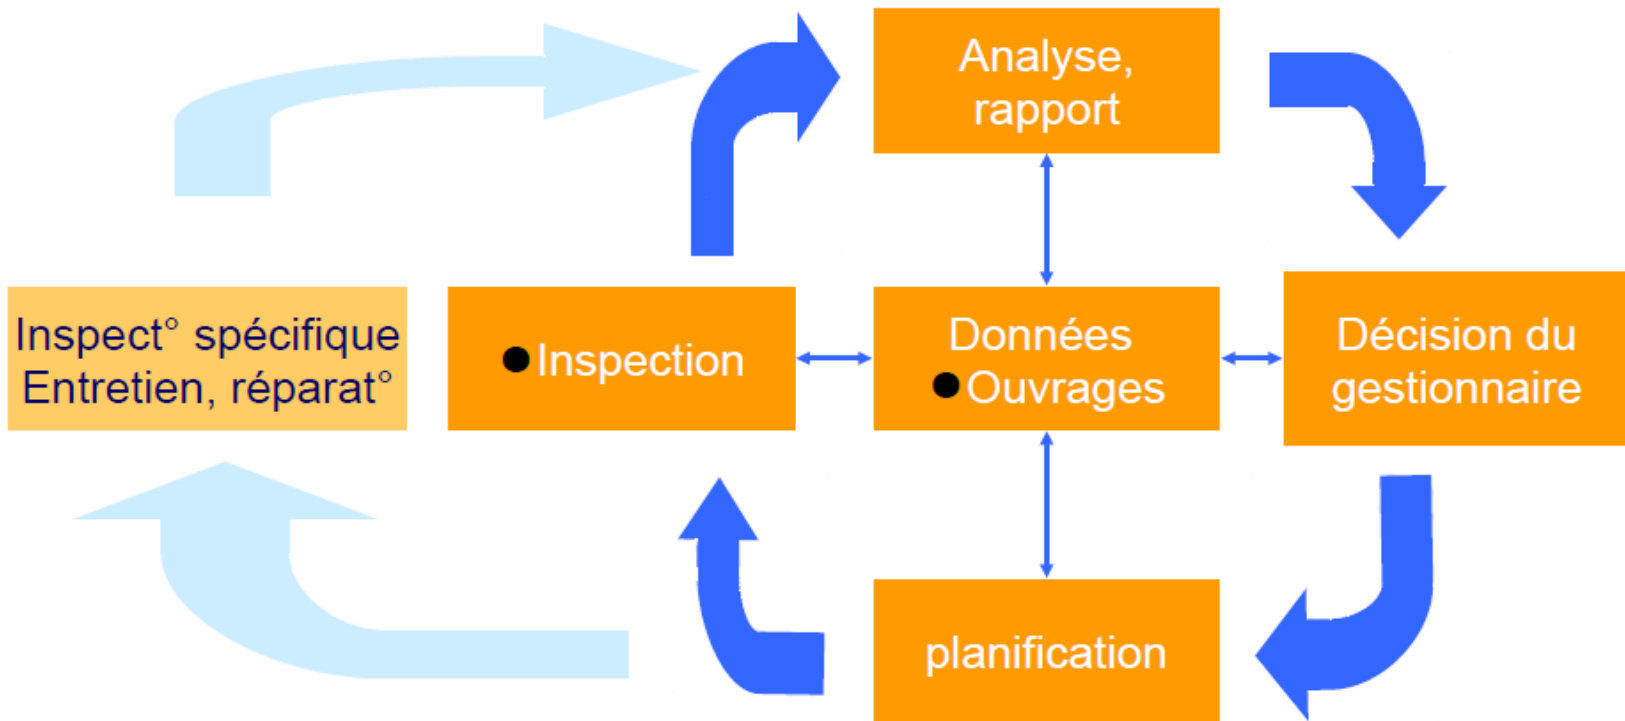 Analyse,
rapport
Inspect° spécifique
Entretien, réparat°
● Inspection
Données
● Ouvrages
Décision du
gestionnaire
planification